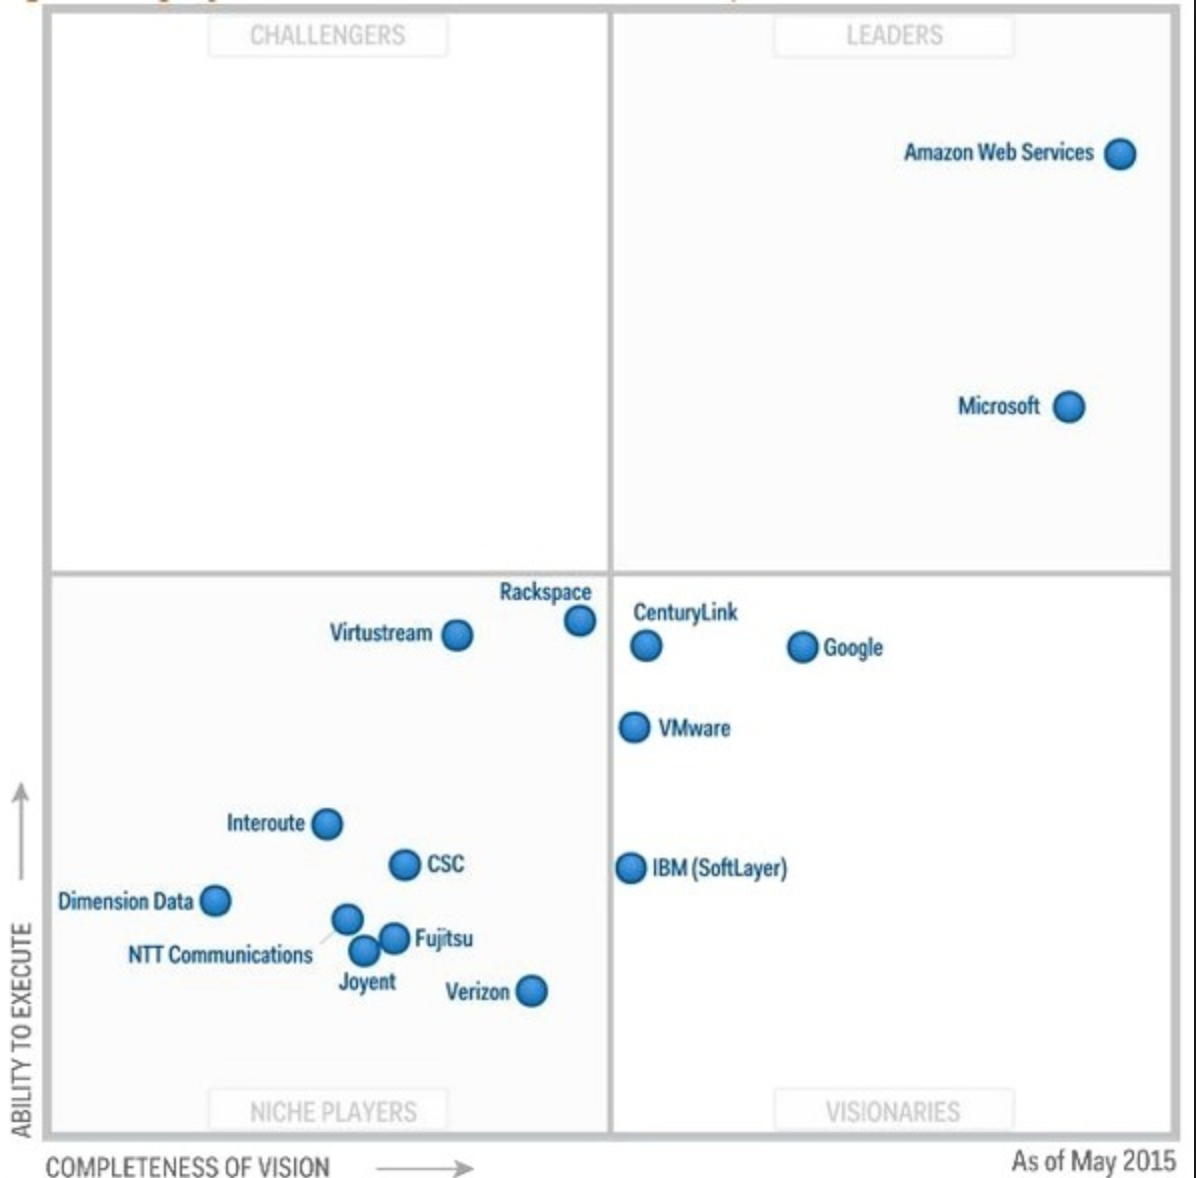 CHALLENGERS
LEADERS
Amazon Web Services
Microsoft
Rackspace
Virtustream
CenturyLink
Google
VMware
Interoute
CSC
IBM (SoftLayer)
Dimension Data
NTT Communications
Fujitsu
Joyent
Verizon
NICHE PLAYERS
VISIONARIES
ABILITY TO EXECUTE
COMPLETENESS OF VISION
As of May 2015